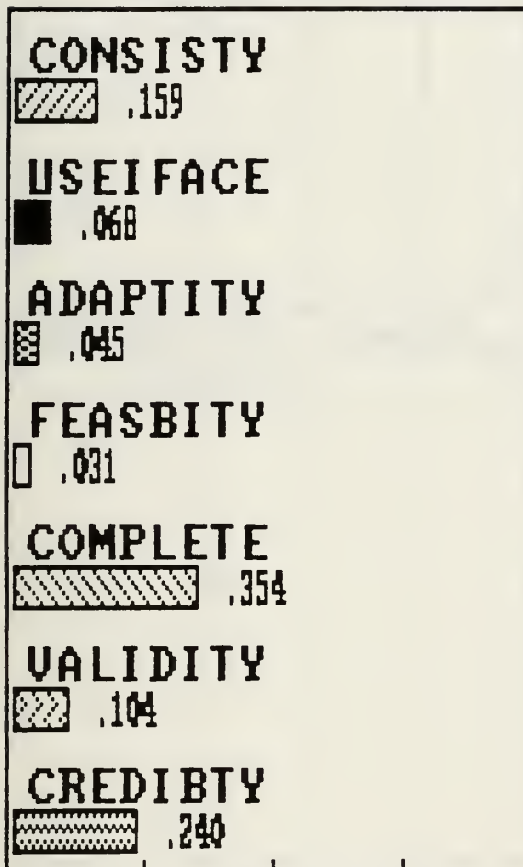 CONSISTY
.159
USEIFACE
.068
ADAPTITY
.045
FEASBITY
.031
COMPLETE
.354
VALIDITY
.104
CREDIBTY
.240